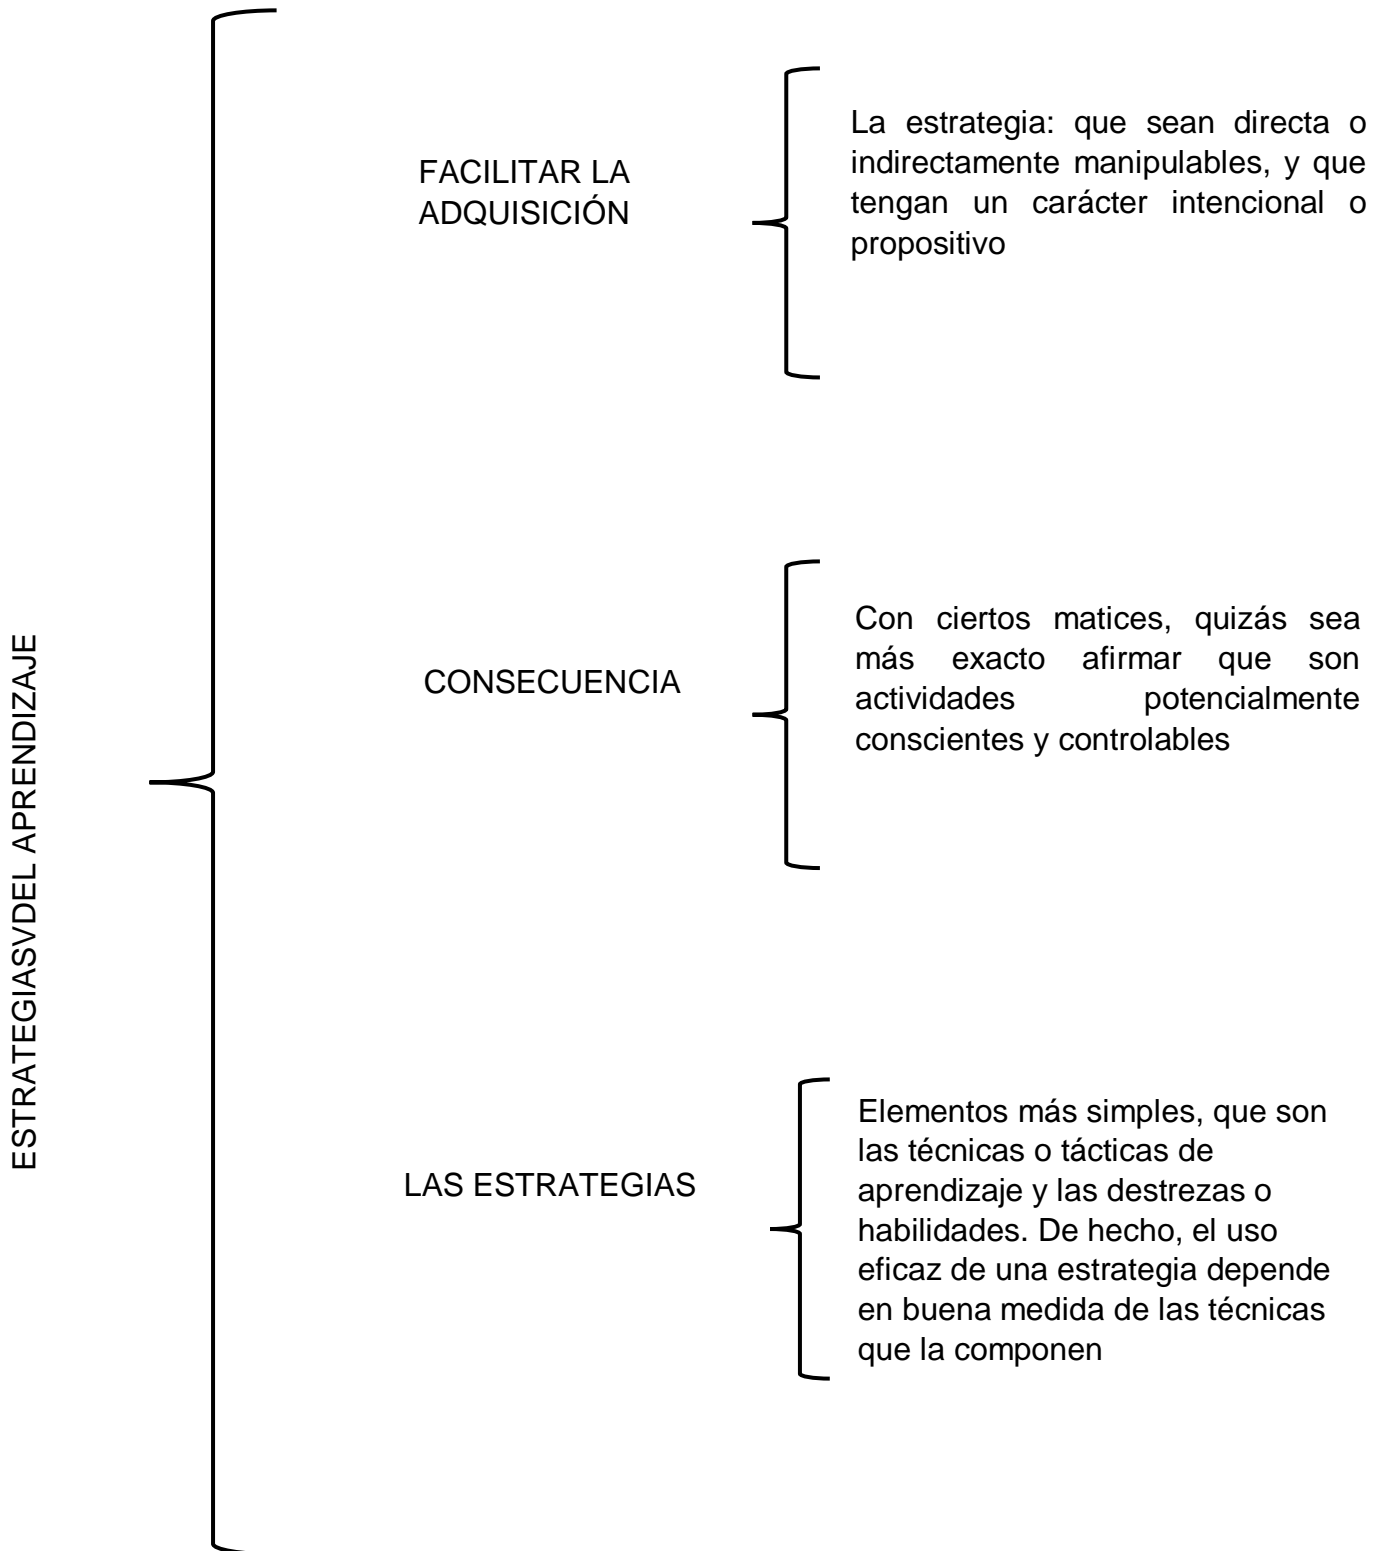 ESTRATEGIASVDEL APRENDIZAJE
FACILITAR LA
ADQUISICIÓN
La estrategia: que sean directa o
indirectamente manipulables, y que
tengan un carácter intencional o
propositivo
CONSECUENCIA
Con ciertos matices, quizás sea
más exacto afirmar que son
actividades potencialmente
conscientes y controlables
LAS ESTRATEGIAS
Elementos más simples, que son
las técnicas o tácticas de
aprendizaje y las destrezas o
habilidades. De hecho, el uso
eficaz de una estrategia depende
en buena medida de las técnicas
que la componen